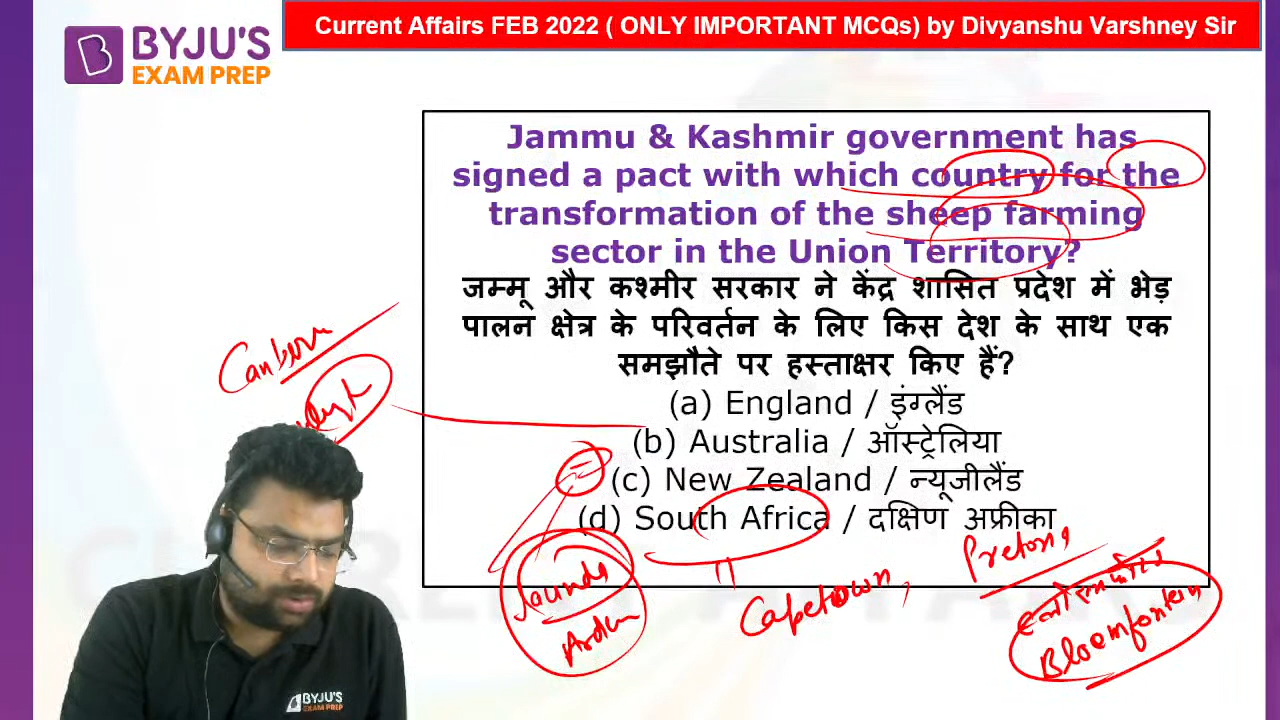 Current Affairs FEB 2022 ( ONLY IMPORTANT MCQs) by Divyanshu Varshney Sir
BYJU'S
EXAM PREP
Jammu & Kashmir government has
signed a pact with which country for the
transformation of the sheep farming
sector in the Union Territory?
जम्मू और कश्मीर सरकार ने केंद्र शासित प्रदेश में भेड़
पालन क्षेत्र के परिवर्तन के लिए किस देश के साथ एक
समझौते पर हस्ताक्षर किए हैं?
(a) England / इंग्लैंड
(b) Australia / ऑस्ट्रेलिया
(c) New Zealand / न्यूजीलैंड
(d) South Africa / दक्षिण अफ्रीका
Capetown,
Bloemfontein
BYJU'S
EXAM PREP